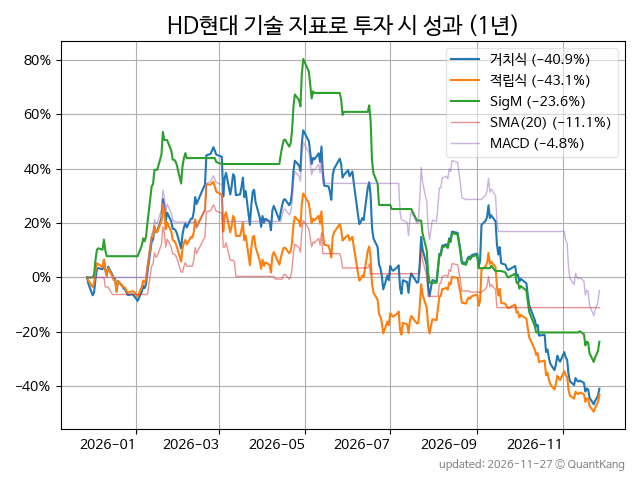 HD현대 기술 지표로 투자 시 성과 (1년)
80%
60%
40%
20%
0%
−20%
−40%
거치식 (−40.9%)
적립식 (−43.1%)
SigM (−23.6%)
SMA(20) (−11.1%)
MACD (−4.8%)
2026-01 2026-03 2026-05 2026-07 2026-09 2026-11
updated: 2026-11-27 © QuantKang